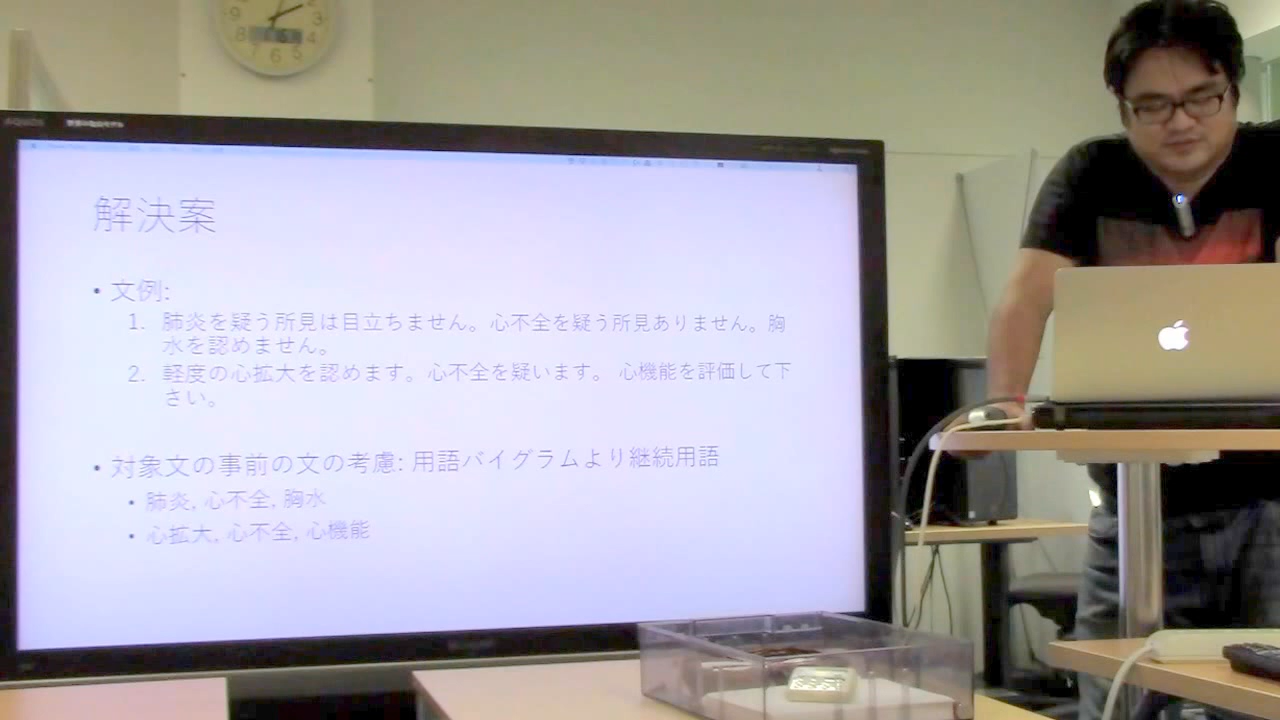 解決案
• 文例:
1. 肺炎を疑う所見は目立ちません。心不全を疑う所見ありません。胸
水を認めません。
2. 軽度の心拡大を認めます。心不全を疑います。 心機能を評価して下
さい。
• 対象文の事前の文の考慮: 用語バイグラムより継続用語
• 肺炎, 心不全, 胸水
• 心拡大, 心不全, 心機能